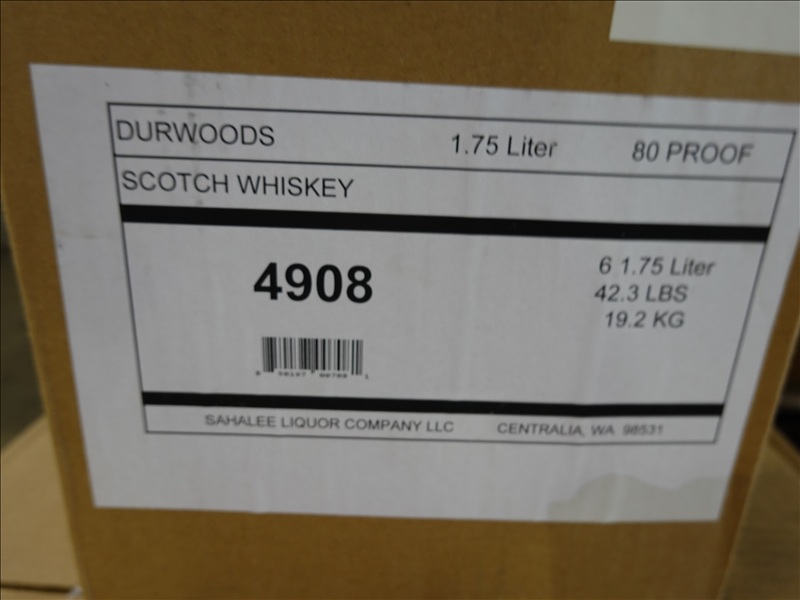 DURWOODS 1.75 Liter 80 PROOF
SCOTCH WHISKEY
4908
6 1.75 Liter
42.3 LBS
19.2 KG
SAHALEE LIQUOR COMPANY LLC CENTRALIA, WA 98531